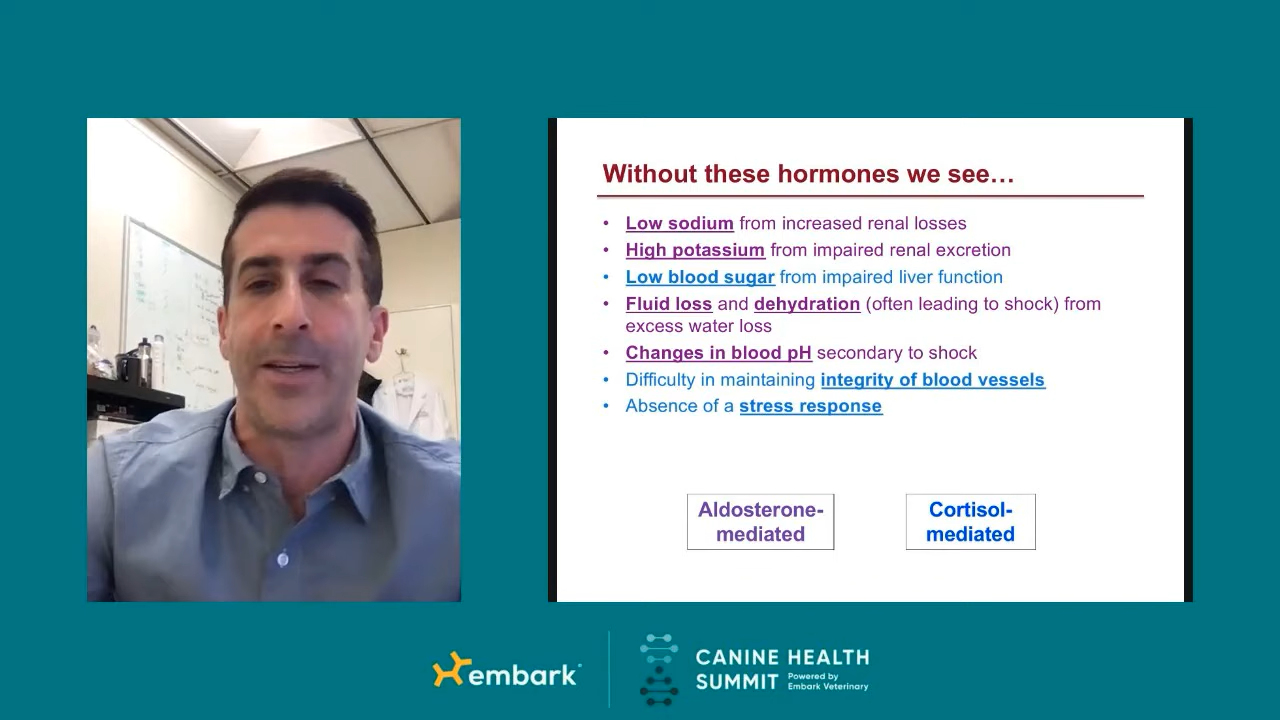 Without these hormones we see…
• Low sodium from increased renal losses
• High potassium from impaired renal excretion
• Low blood sugar from impaired liver function
• Fluid loss and dehydration (often leading to shock) from
excess water loss
• Changes in blood pH secondary to shock
• Difficulty in maintaining integrity of blood vessels
• Absence of a stress response
Aldosterone-
mediated
Cortisol-
mediated
embark
CANINE HEALTH
SUMMIT
Powered by
Embark Veterinary